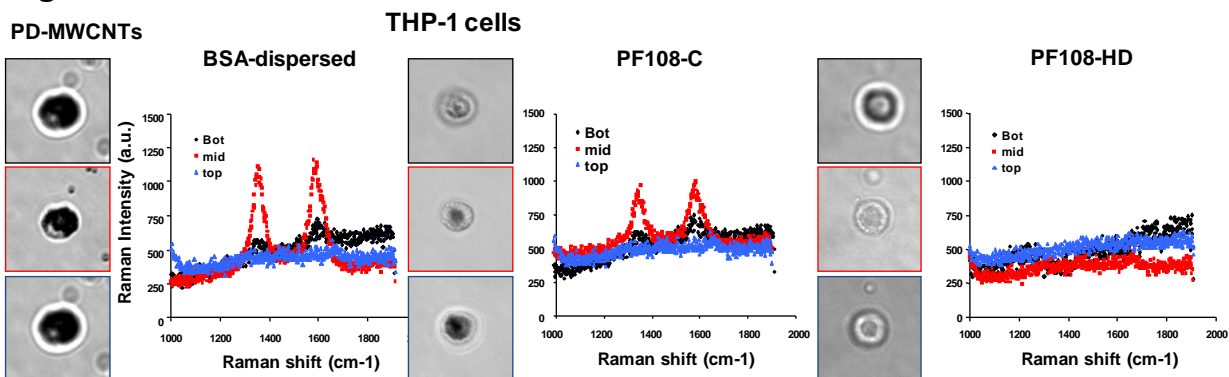 THP-1 cells
PD-MWCNTs
BSA-dispersed
PF108-C
PF108-HD
Raman Intensity (a.u.)
1500
1250
1000
750
500
250
0
Bot
mid
top
1000 1200 1400 1600 1800
Raman shift (cm-1)
1500
1250
1000
750
500
250
0
Bot
mid
top
1000 1200 1400 1600 1800 2000
Raman shift (cm-1)
1500
1250
1000
750
500
250
0
Bot
mid
top
1000 1200 1400 1600 1800 2000
Raman shift (cm-1)